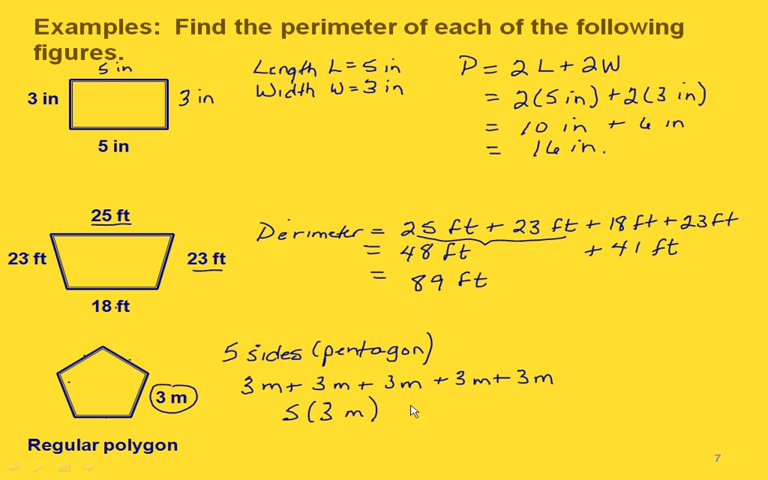 Examples: Find the perimeter of each of the following
figures.
5 in
3 in
3 in
5 in
Length L = 5 in
Width W = 3 in
P = 2 L + 2W
= 2(5 in) + 2(3 in)
= 10 in + 6 in
= 16 in.
25 ft
23 ft
23 ft
18 ft
Perimeter = 25 ft + 23 ft + 18 ft + 23 ft
= 48 ft + 41 ft
= 89 ft
5 sides (pentagon)
3 m + 3 m + 3 m + 3 m + 3 m
5 (3 m)
3 m
Regular polygon
7